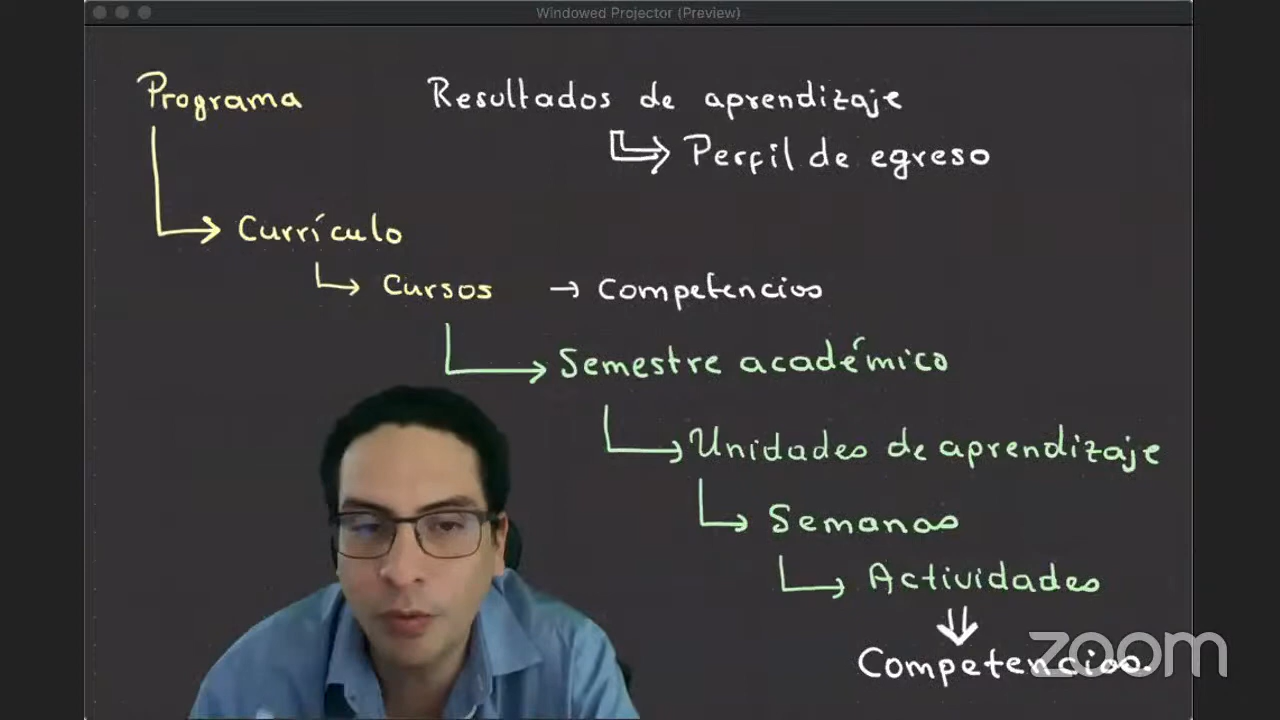 Windowed Projector (Preview)
Programa Resultados de aprendizaje
Perfil de egreso
Currículo
Cursos → Competencias
Semestre académico
Unidades de aprendizaje
Semanas
Actividades
Competencias.
zoom